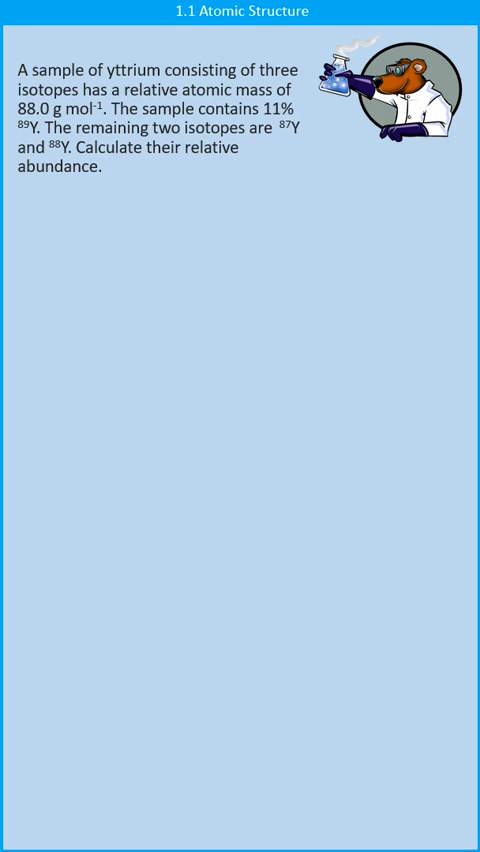 1.1 Atomic Structure
A sample of yttrium consisting of three
isotopes has a relative atomic mass of
88.0 g mol⁻¹. The sample contains 11%
⁸⁹Y. The remaining two isotopes are ⁸⁷Y
and ⁸⁸Y. Calculate their relative
abundance.